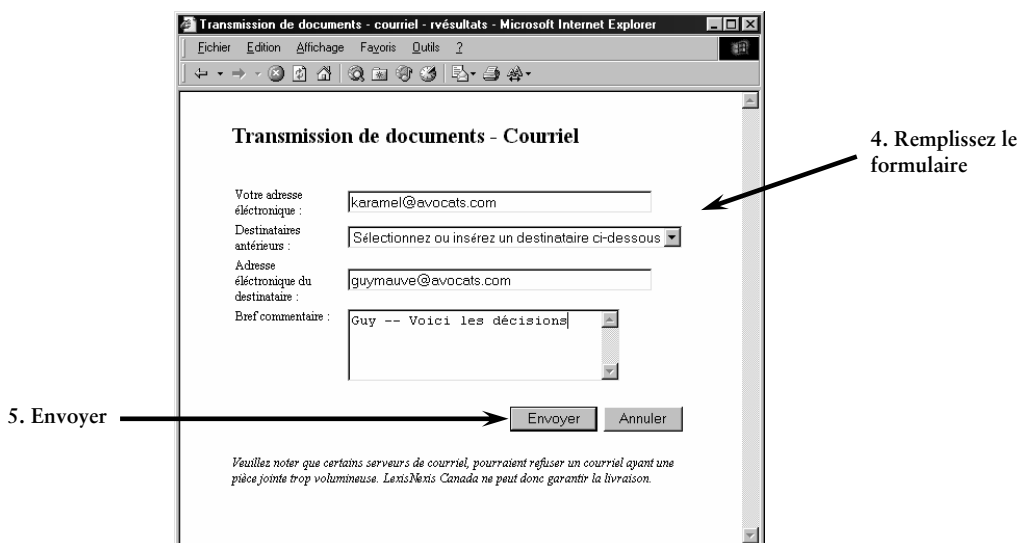 Transmission de documents - courriel - rvésultats - Microsoft Internet Explorer
Fichier Edition Affichage Favoris Outils ?
Transmission de documents - Courriel
4. Remplissez le
formulaire
Votre adresse
éléctronique :
karamel@avocats.com
Destinataires
antérieurs :
Sélectionnez ou insérez un destinataire ci-dessous
Adresse
éléctronique du
destinataire :
guymauve@avocats.com
Bref commentaire :
Guy -- Voici les décisions
5. Envoyer
Envoyer Annuler
Veuillez noter que certains serveurs de courriel, pourraient refuser un courriel ayant une
pièce jointe trop volumineuse. LexisNexis Canada ne peut donc garantir la livraison.